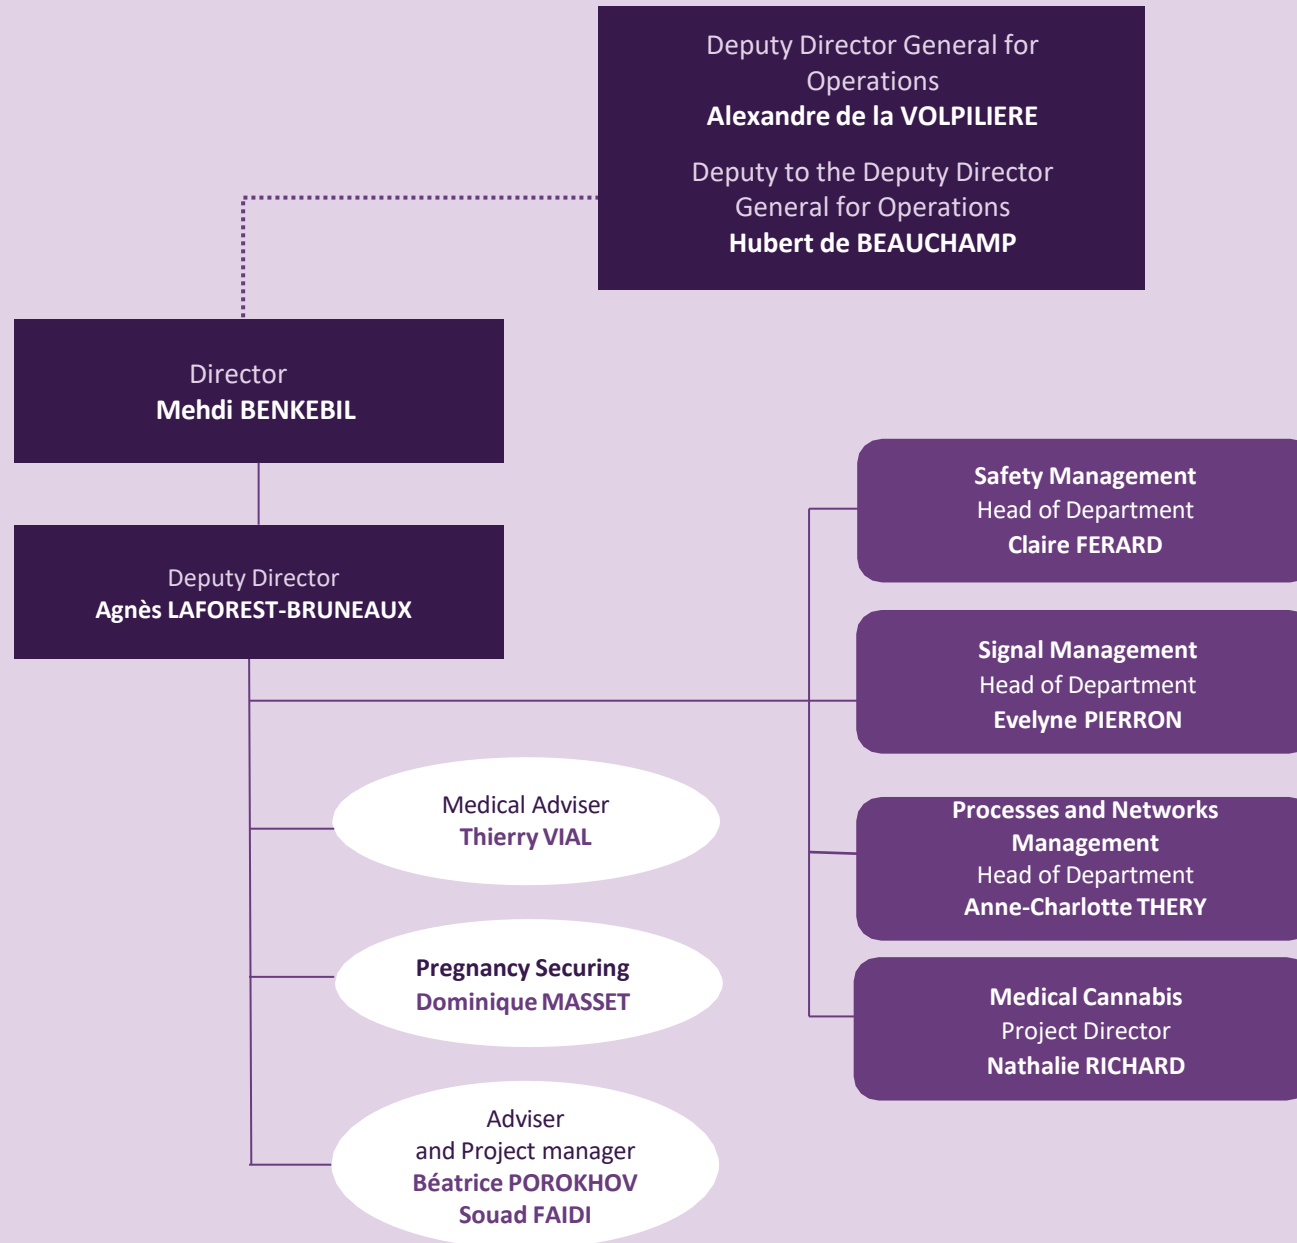 Deputy Director General for
Operations
Alexandre de la VOLPILIERE
Deputy to the Deputy Director
General for Operations
Hubert de BEAUCHAMP
Director
Mehdi BENKEBIL
Deputy Director
Agnès LAFOREST-BRUNEAUX
Safety Management
Head of Department
Claire FERARD
Signal Management
Head of Department
Evelyne PIERRON
Processes and Networks
Management
Head of Department
Anne-Charlotte THERY
Medical Cannabis
Project Director
Nathalie RICHARD
Medical Adviser
Thierry VIAL
Pregnancy Securing
Dominique MASSET
Adviser
and Project manager
Béatrice POROKHOV
Souad FAIDI